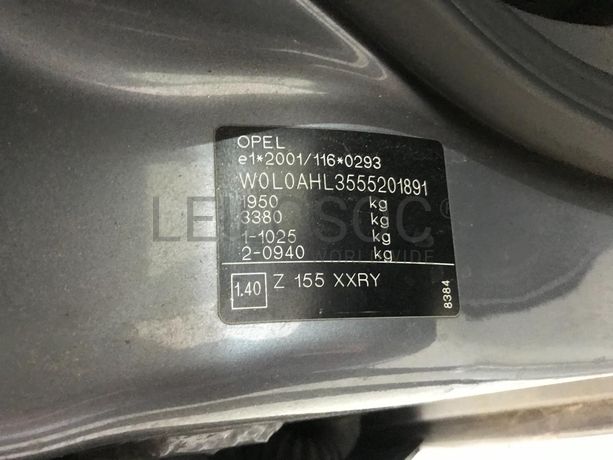 OPEL
e1*2001/116*0293
W0L0AHL3555201891
1950 kg
3380 kg
1-1025 kg
2-0940 kg
1.40 Z 155 XXRY
8384